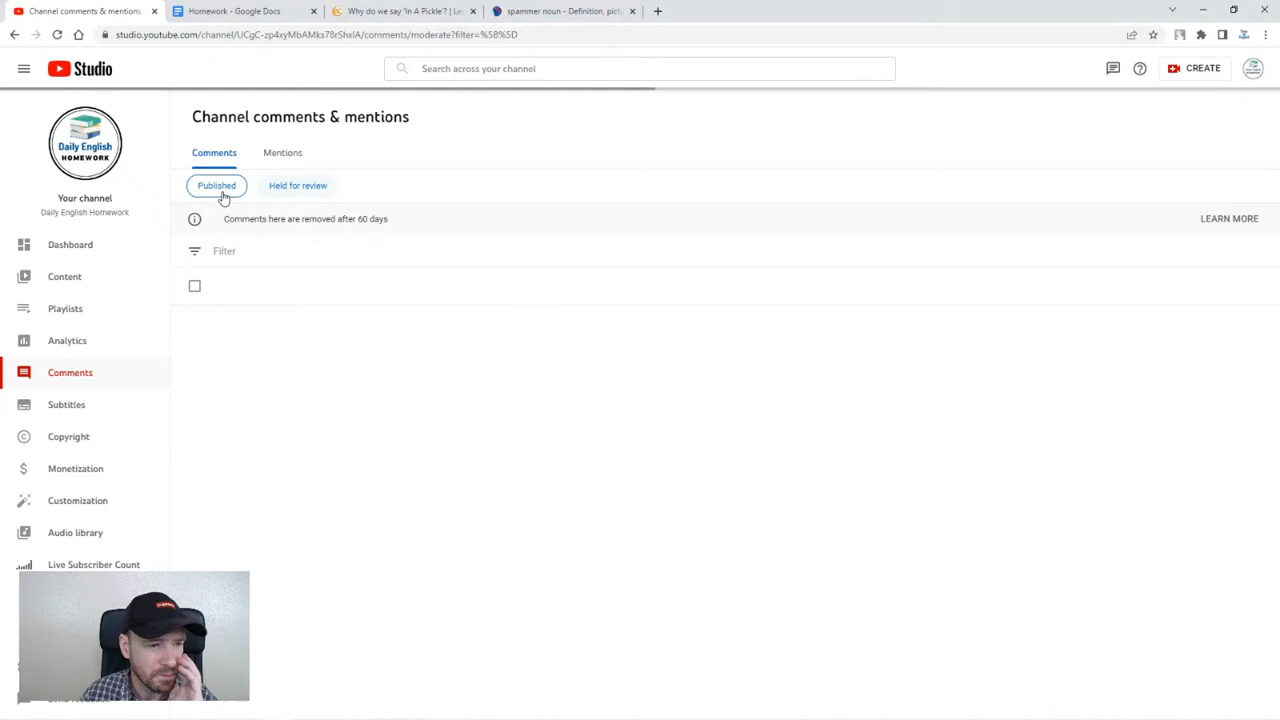 Channel comments & mentions
Homework - Google Docs
Why do we say 'In A Pickle'? | Le
spammer noun - Definition, pict
studio.youtube.com/channel/UCgC-zp4xyMbAMks78rShxIA/comments/moderate?filter=%5B%5D
Studio
Search across your channel
CREATE
Daily English
HOMEWORK
Your channel
Daily English Homework
Dashboard
Content
Playlists
Analytics
Comments
Subtitles
Copyright
Monetization
Customization
Audio library
Live Subscriber Count
Channel comments & mentions
Comments Mentions
Published Held for review
Comments here are removed after 60 days LEARN MORE
Filter